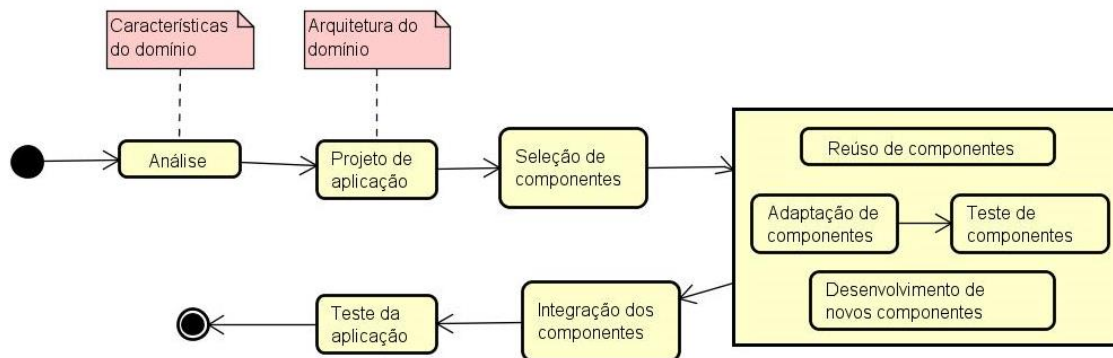 Características
do domínio
Arquitetura do
domínio
Análise
Projeto de
aplicação
Seleção de
componentes
Reúso de componentes
Adaptação de
componentes
Teste de
componentes
Desenvolvimento de
novos componentes
Integração dos
componentes
Teste da
aplicação